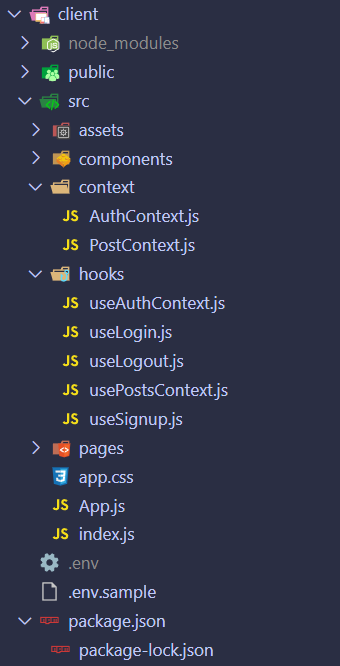 client
node_modules
public
src
assets
components
context
JS AuthContext.js
JS PostContext.js
hooks
JS useAuthContext.js
JS useLogin.js
JS useLogout.js
JS usePostsContext.js
JS useSignup.js
pages
app.css
JS App.js
JS index.js
.env
.env.sample
package.json
package-lock.json